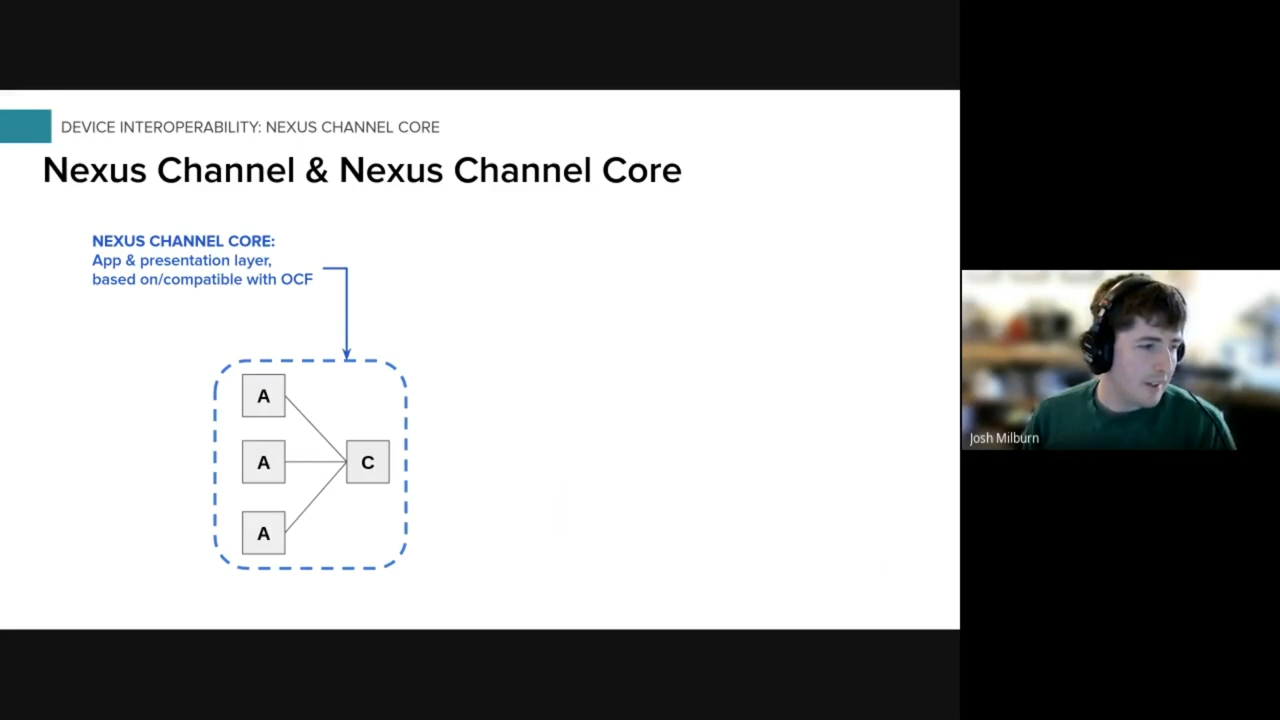 DEVICE INTEROPERABILITY: NEXUS CHANNEL CORE
Nexus Channel & Nexus Channel Core
NEXUS CHANNEL CORE:
App & presentation layer,
based on/compatible with OCF
A
A
C
A
Josh Milburn